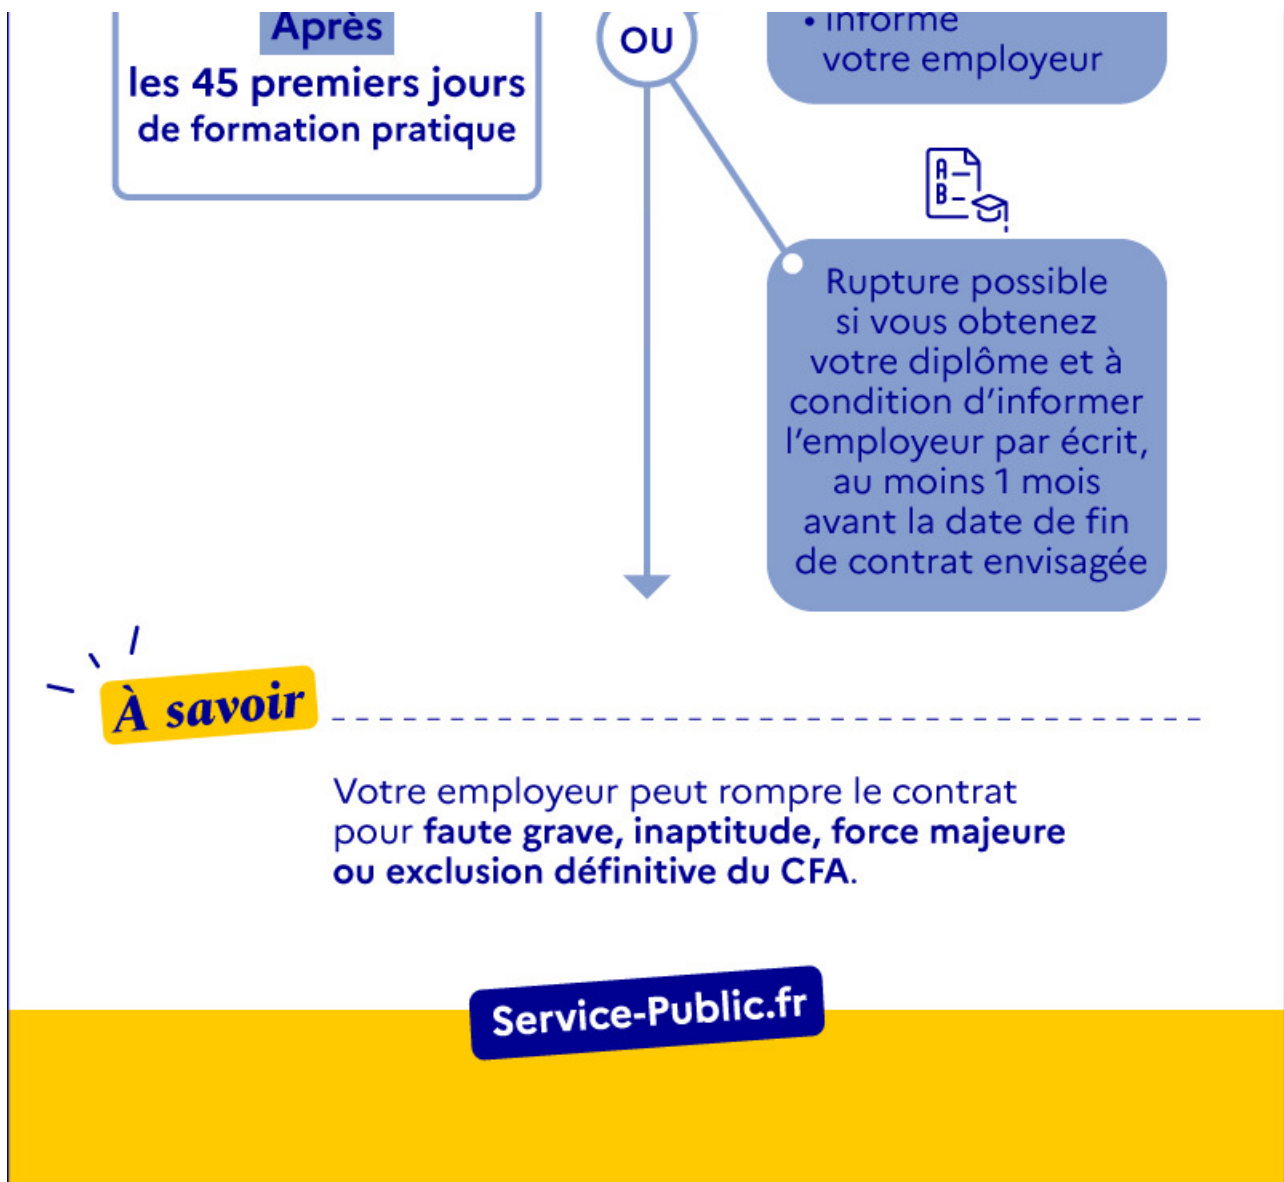 Après
les 45 premiers jours
de formation pratique
OU
• informe
votre employeur
A
B
Rupture possible
si vous obtenez
votre diplôme et à
condition d’informer
l’employeur par écrit,
au moins 1 mois
avant la date de fin
de contrat envisagée
À savoir
Votre employeur peut rompre le contrat
pour faute grave, inaptitude, force majeure
ou exclusion définitive du CFA.
Service-Public.fr